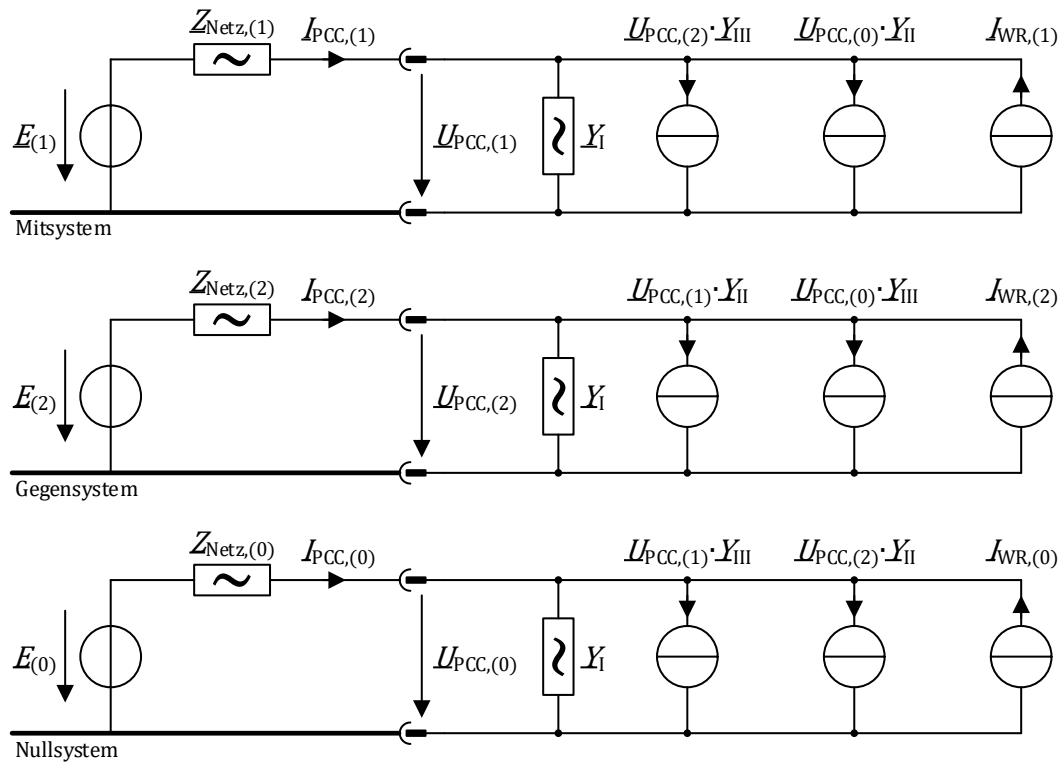 Z_Netz,(1) I_PCC,(1) U_PCC,(2)·Y_III U_PCC,(0)·Y_II I_WR,(1)
E_(1) U_PCC,(1) Y_I
Mitsystem
Z_Netz,(2) I_PCC,(2) U_PCC,(1)·Y_II U_PCC,(0)·Y_III I_WR,(2)
E_(2) U_PCC,(2) Y_I
Gegensystem
Z_Netz,(0) I_PCC,(0) U_PCC,(1)·Y_III U_PCC,(2)·Y_II I_WR,(0)
E_(0) U_PCC,(0) Y_I
Nullsystem